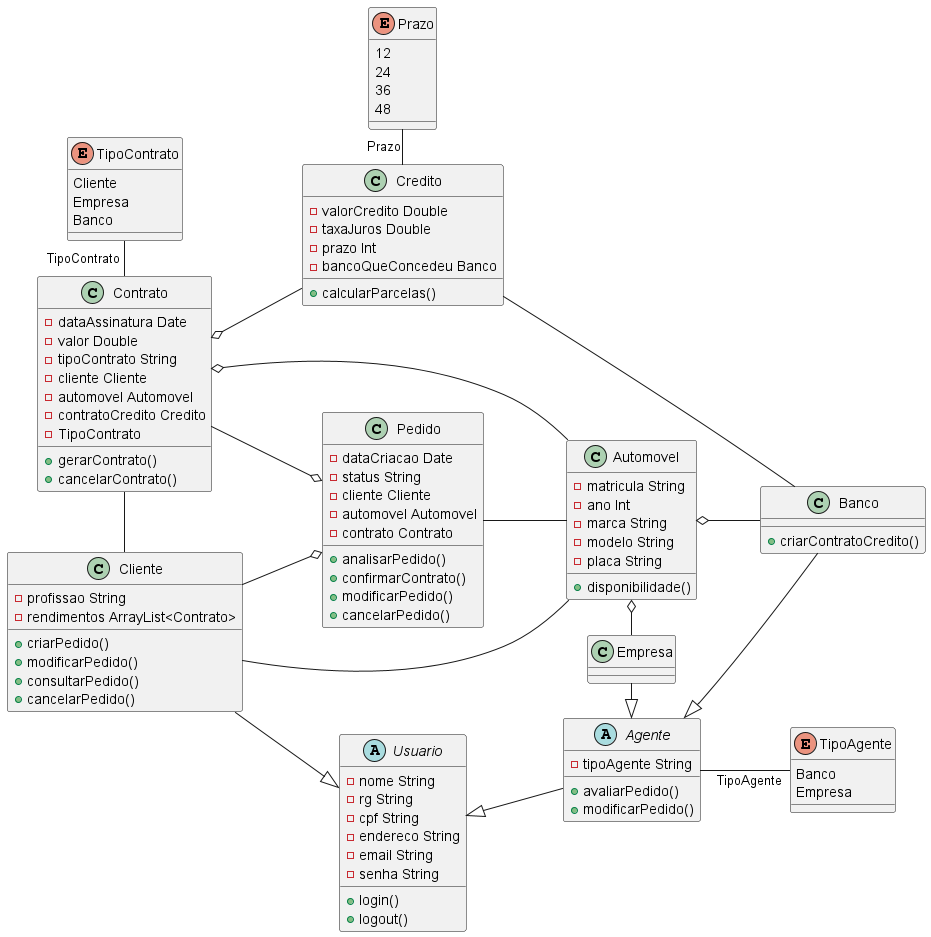 E Prazo
12
24
36
48
Prazo
E TipoContrato
Cliente
Empresa
Banco
TipoContrato
C Credito
valorCredito Double
taxaJuros Double
prazo Int
bancoQueConcedeu Banco
calcularParcelas()
C Contrato
dataAssinatura Date
valor Double
tipoContrato String
cliente Cliente
automovel Automovel
contratoCredito Credito
TipoContrato
gerarContrato()
cancelarContrato()
C Pedido
dataCriacao Date
status String
cliente Cliente
automovel Automovel
contrato Contrato
analisarPedido()
confirmarContrato()
modificarPedido()
cancelarPedido()
C Automovel
matricula String
ano Int
marca String
modelo String
placa String
disponibilidade()
C Banco
criarContratoCredito()
C Cliente
profissao String
rendimentos ArrayList<Contrato>
criarPedido()
modificarPedido()
consultarPedido()
cancelarPedido()
C Empresa
A Usuario
nome String
rg String
cpf String
endereco String
email String
senha String
login()
logout()
A Agente
tipoAgente String
avaliarPedido()
modificarPedido()
TipoAgente
E TipoAgente
Banco
Empresa